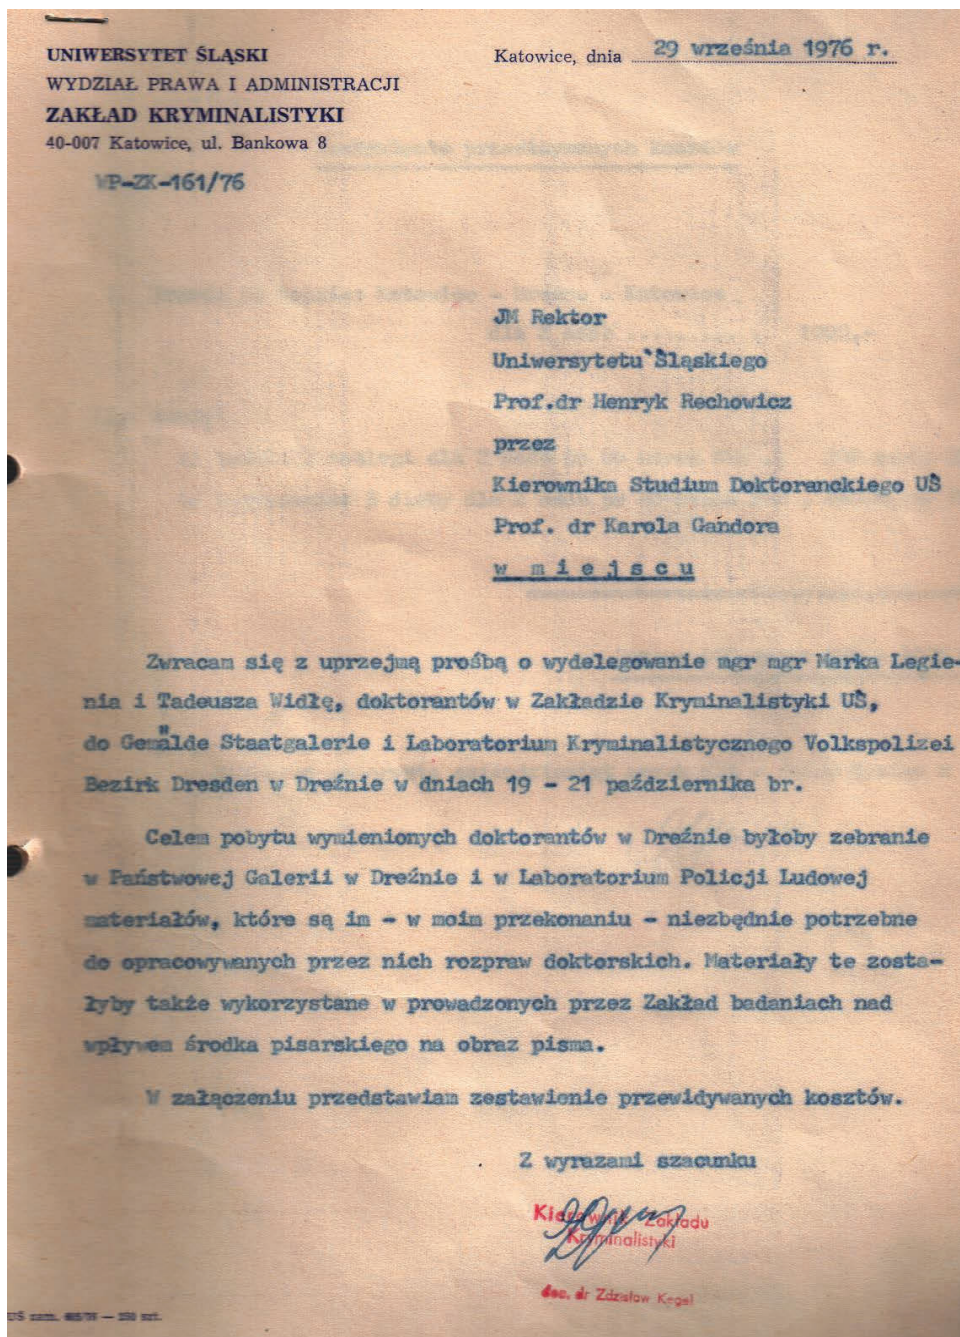 UNIWERSYTET ŚLĄSKI
WYDZIAŁ PRAWA I ADMINISTRACJI
ZAKŁAD KRYMINALISTYKI
40-007 Katowice, ul. Bankowa 8
WP-ZK-161/76
Katowice, dnia 29 września 1976 r.
JM Rektor
Uniwersytetu Śląskiego
Prof.dr Henryk Rechowicz
przez
Kierownika Studium Doktoranckiego UŚ
Prof. dr Karola Gandora
w miejscu
Zwracam się z uprzejmą prośbą o wydelegowanie mgr mgr Marka Legie-
nia i Tadeusza Widłę, doktorantów w Zakładzie Kryminalistyki UŚ,
do Gemälde Staatgalerie i Laboratorium Kryminalistycznego Volkspolizei
Bezirk Dresden w Dreźnie w dniach 19 - 21 października br.
Celem pobytu wymienionych doktorantów w Dreźnie byłoby zebranie
w Państwowej Galerii w Dreźnie i w Laboratorium Policji Ludowej
materiałów, które są im - w moim przekonaniu - niezbędnie potrzebne
do opracowywanych przez nich rozpraw doktorskich. Materiały te zosta-
łyby także wykorzystane w prowadzonych przez Zakład badaniach nad
wpływem środka pisarskiego na obraz pisma.
W załączeniu przedstawiam zestawienie przewidywanych kosztów.
Z wyrazami szacunku
Kierownik Zakładu
Kryminalistyki
doc. dr Zdzisław Kegel
UŚ zam. — 250 szt.